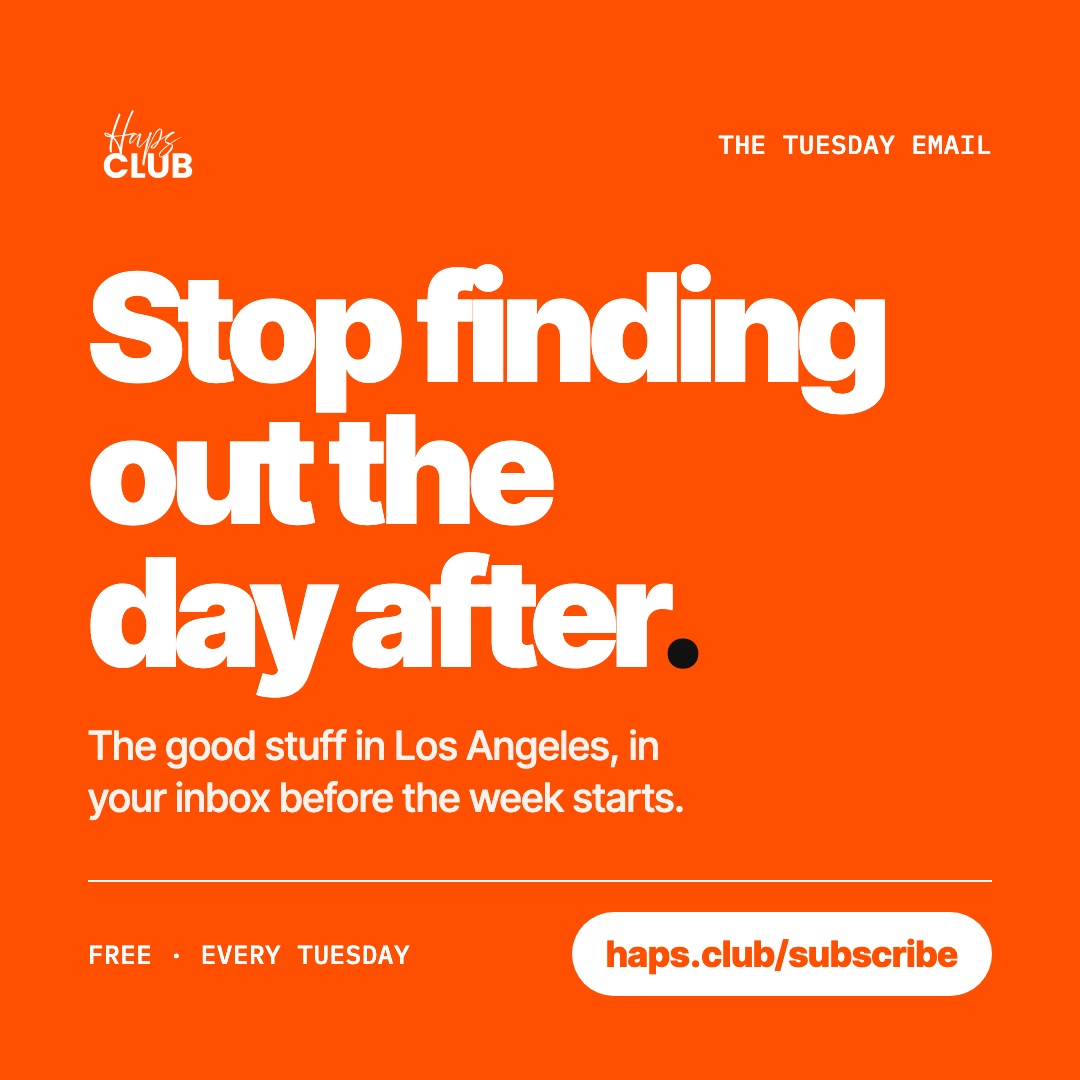 Haps
CLUB
THE TUESDAY EMAIL
Stop finding
out the
day after.
The good stuff in Los Angeles, in
your inbox before the week starts.
FREE · EVERY TUESDAY
haps.club/subscribe